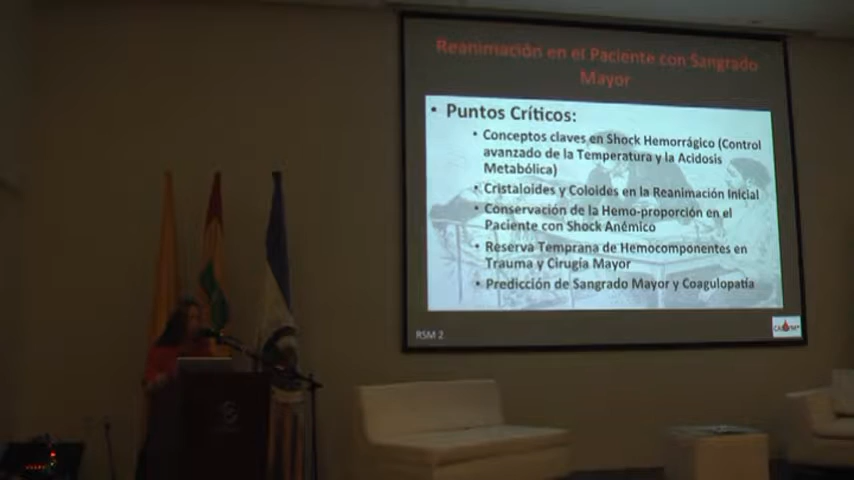 Reanimación en el Paciente con Sangrado
Mayor
• Puntos Críticos:
• Conceptos claves en Shock Hemorrágico (Control
avanzado de la Temperatura y la Acidosis
Metabólica)
• Cristaloides y Coloides en la Reanimación Inicial
• Conservación de la Hemo-proporción en el
Paciente con Shock Anémico
• Reserva Temprana de Hemocomponentes en
Trauma y Cirugía Mayor
• Predicción de Sangrado Mayor y Coagulopatía
RSM 2